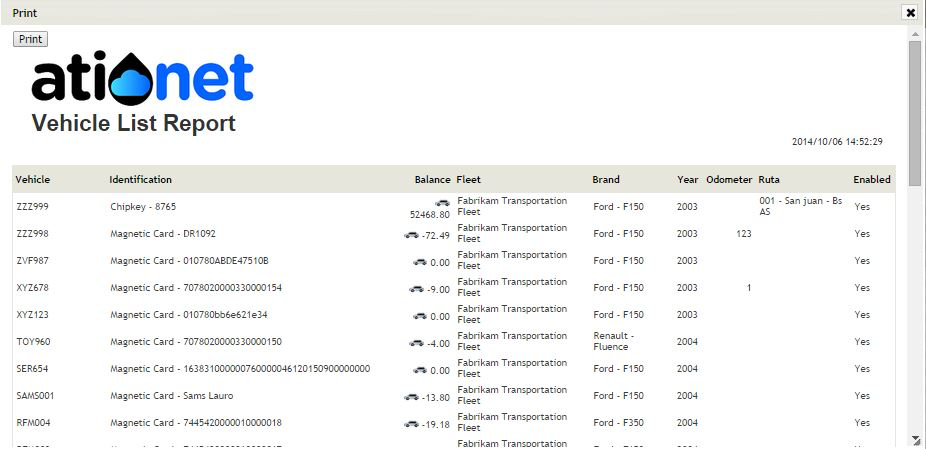 Print
Print
ationet
Vehicle List Report
2014/10/06 14:52:29
Vehicle Identification Balance Fleet Brand Year Odometer Ruta Enabled
ZZZ999 Chipkey - 8765 52468.80 Fabrikam Transportation Fleet Ford - F150 2003 001 - San juan - Bs AS Yes
ZZZ998 Magnetic Card - DR1092 -72.49 Fabrikam Transportation Fleet Ford - F150 2003 123 Yes
ZVF987 Magnetic Card - 010780ABDE47510B 0.00 Fabrikam Transportation Fleet Ford - F150 2003 Yes
XYZ678 Magnetic Card - 7078020000330000154 -9.00 Fabrikam Transportation Fleet Ford - F150 2003 1 Yes
XYZ123 Magnetic Card - 010780bb6e621e34 0.00 Fabrikam Transportation Fleet Ford - F150 2003 Yes
TOY960 Magnetic Card - 7078020000330000150 -4.00 Fabrikam Transportation Fleet Renault - Fluence 2004 Yes
SER654 Magnetic Card - 16383100000076000004612015090000000 0.00 Fabrikam Transportation Fleet Ford - F150 2004 Yes
SAMS001 Magnetic Card - Sams Lauro -13.80 Fabrikam Transportation Fleet Ford - F150 2004 Yes
RFM004 Magnetic Card - 7445420000010000018 -19.18 Fabrikam Transportation Fleet Ford - F350 2004 Yes
Fabrikam Transportation